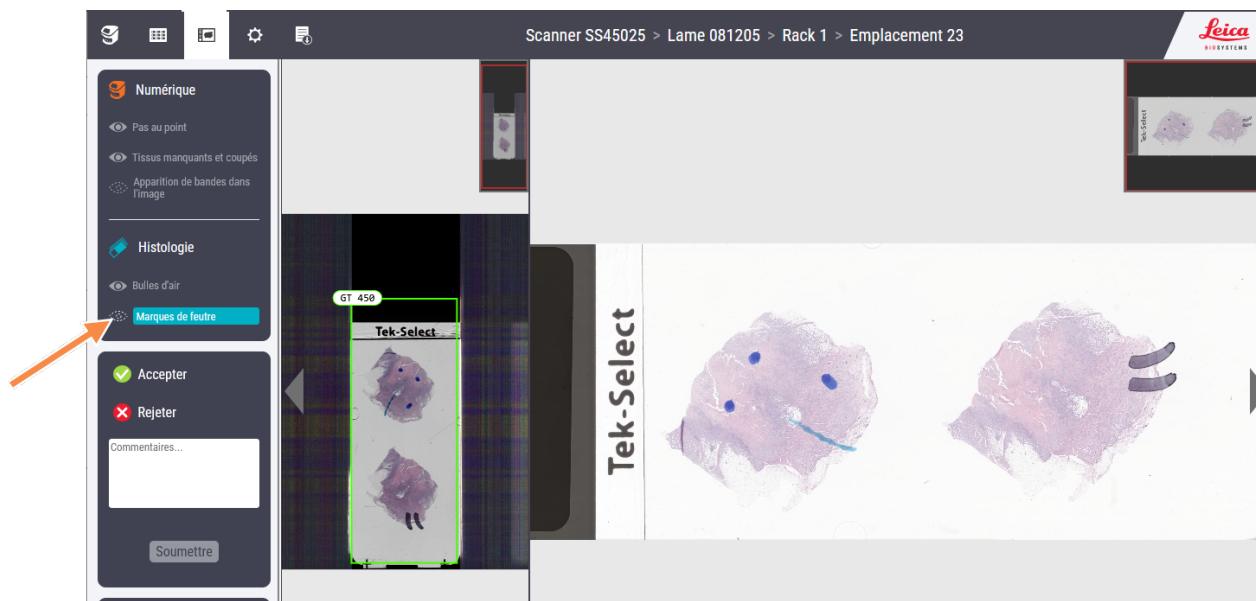 Scanner SS45025 > Lame 081205 > Rack 1 > Emplacement 23
Leica
BIOSYSTEMS
Numérique
Pas au point
Tissus manquants et coupés
Apparition de bandes dans
l'image
Histologie
Bulles d'air
Marques de feutre
Accepter
Rejeter
Commentaires...
Soumettre
GT 450
Tek-Select
Tek-Select
Tek-Select